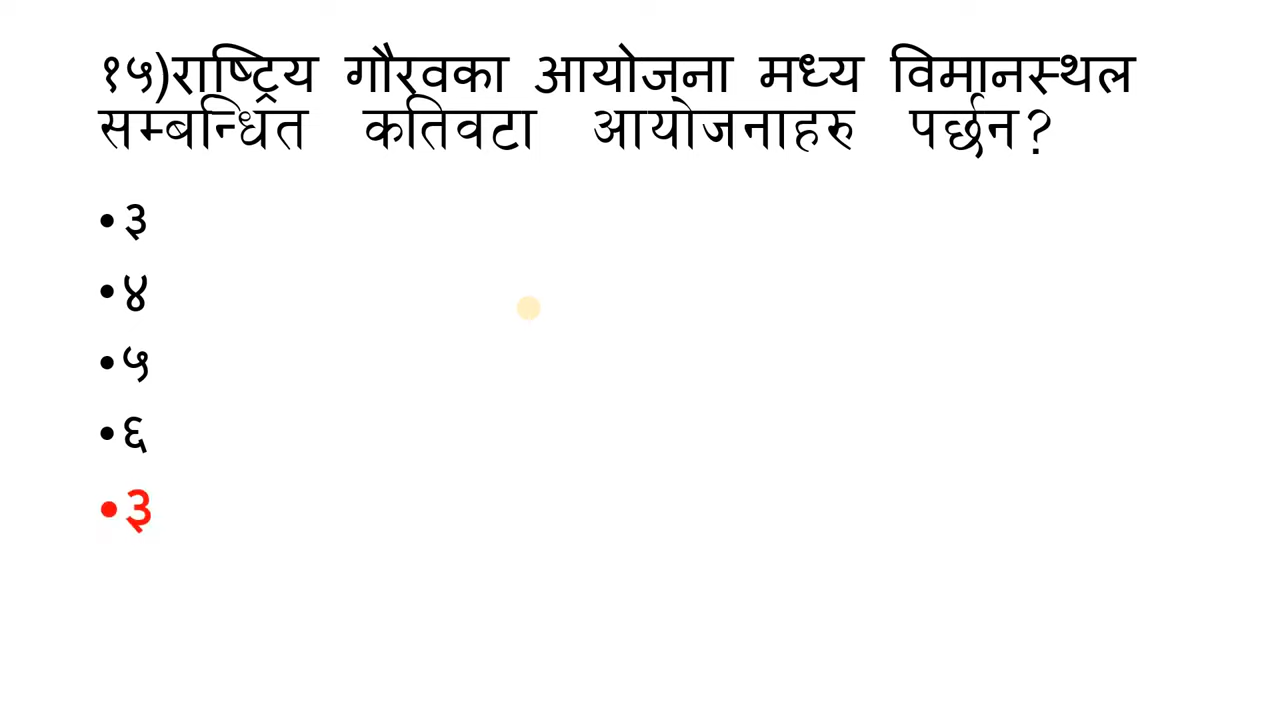 १५)राष्ट्रिय गौरवका आयोजना मध्य विमानस्थल
सम्बन्धित कतिवटा आयोजनाहरु पर्छन?
•३
•४
•५
•६
•३